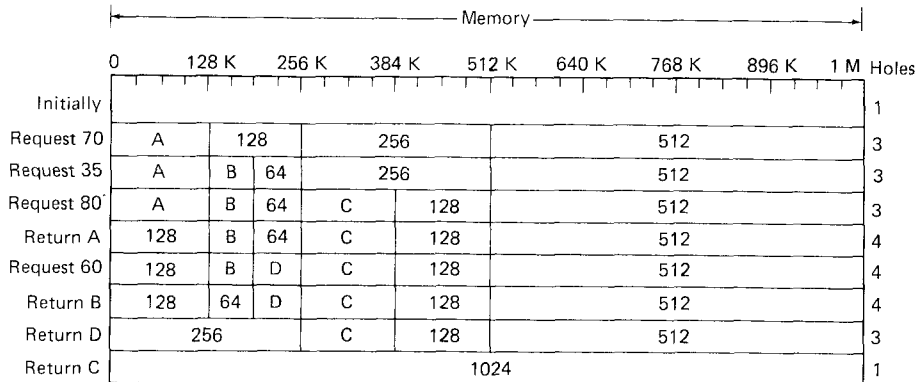 Memory
0 128 K 256 K 384 K 512 K 640 K 768 K 896 K 1 M Holes
Initially 1
Request 70 A 128 256 512 3
Request 35 A B 64 256 512 3
Request 80 A B 64 C 128 512 3
Return A 128 B 64 C 128 512 4
Request 60 128 B D C 128 512 4
Return B 128 64 D C 128 512 4
Return D 256 C 128 512 3
Return C 1024 1